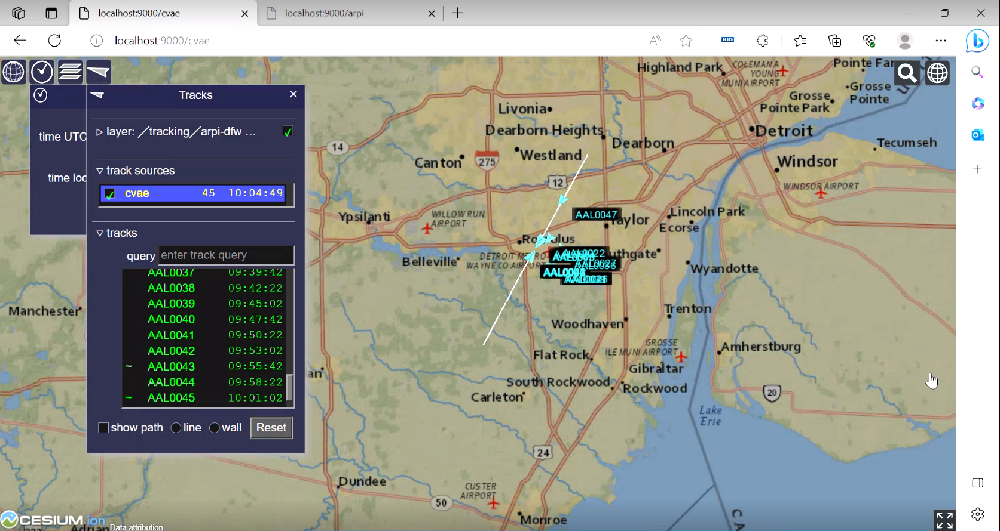 localhost:9000/cvae
localhost:9000/arpi
localhost:9000/cvae
HID
Tracks
time UTC
time loc
layer: /tracking/arpi-dfw ...
track sources
cvae 45 10:04:49
tracks
query enter track query
AAL0037 09:39:42
AAL0038 09:42:22
AAL0039 09:45:02
AAL0040 09:47:42
AAL0041 09:50:22
AAL0042 09:53:02
~ AAL0043 09:55:42
AAL0044 09:58:22
~ AAL0045 10:01:02
show path line wall Reset
Highland Park
COLEMAN A
YOUNG
MUNI AIRPORT
Grosse
Pointe
Grosse
Pointe Park
Livonia
Dearborn Heights
Detroit
Dearborn
Tecumseh
14
Westland
Canton
275
Windsor
12
WINDSOR AIRPORT
AAL0047
Ypsilanti
WILLOW RUN
AIRPORT
Lincoln Park
Taylor
Ecorse
Belleville
DETROIT METRO-
WAYNE CO AIRPORT
Wyandotte
Manchester
Trenton
Woodhaven
GROSSE
ILE MUNI AIRPORT
Amherstburg
Flat Rock
Gibraltar
South Rockwood
Rockwood
Carleton
20
Lake
Erie
24
Dundee
CUSTER
AIRPORT
50
Monroe
CESIUM ion
Adrian
Data attribution